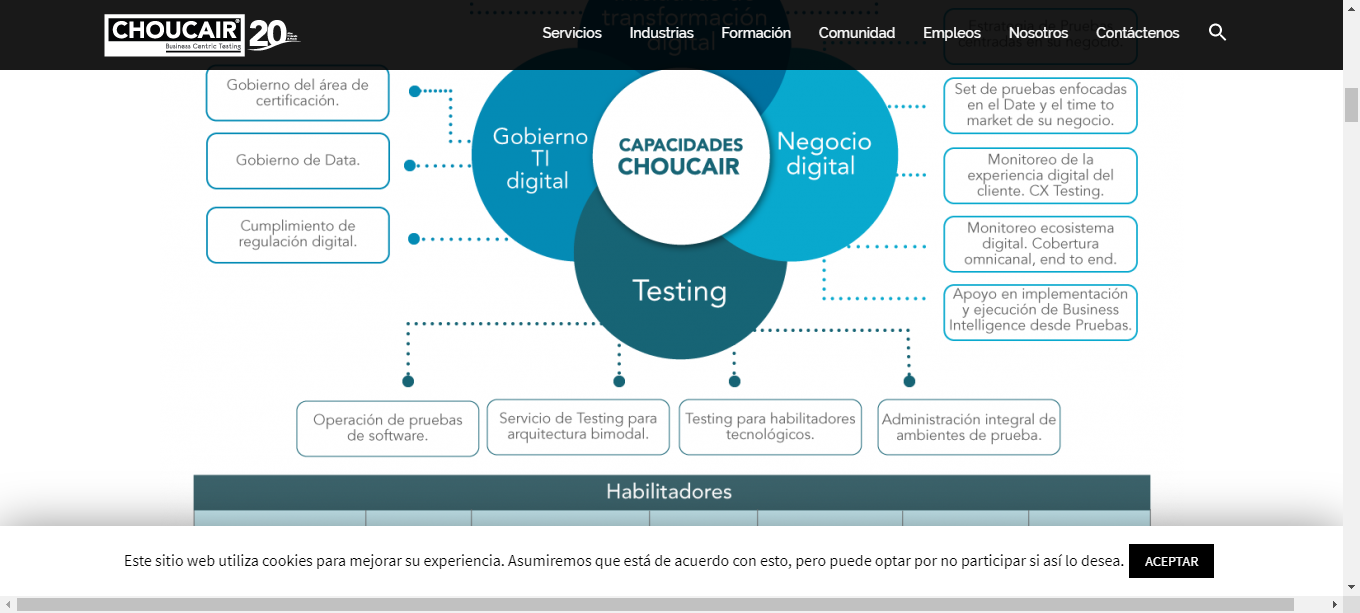 CHOUCAIR
Business Centric Testing
20
Servicios
Industrias
Formación
Comunidad
Empleos
Nosotros
Contáctenos
transformación
digital
Estrategia de Pruebas
centradas en su negocio.
Gobierno del área de
certificación.
Gobierno de Data.
Cumplimiento de
regulación digital.
Gobierno
TI
digital
CAPACIDADES
CHOUCAIR
Negocio
digital
Testing
Set de pruebas enfocadas
en el Date y el time to
market de su negocio.
Monitoreo de la
experiencia digital del
cliente. CX Testing.
Monitoreo ecosistema
digital. Cobertura
omnicanal, end to end.
Apoyo en implementación
y ejecución de Business
Intelligence desde Pruebas.
Operación de pruebas
de software.
Servicio de Testing para
arquitectura bimodal.
Testing para habilitadores
tecnológicos.
Administración integral de
ambientes de prueba.
Habilitadores
Este sitio web utiliza cookies para mejorar su experiencia. Asumiremos que está de acuerdo con esto, pero puede optar por no participar si así lo desea.
ACEPTAR